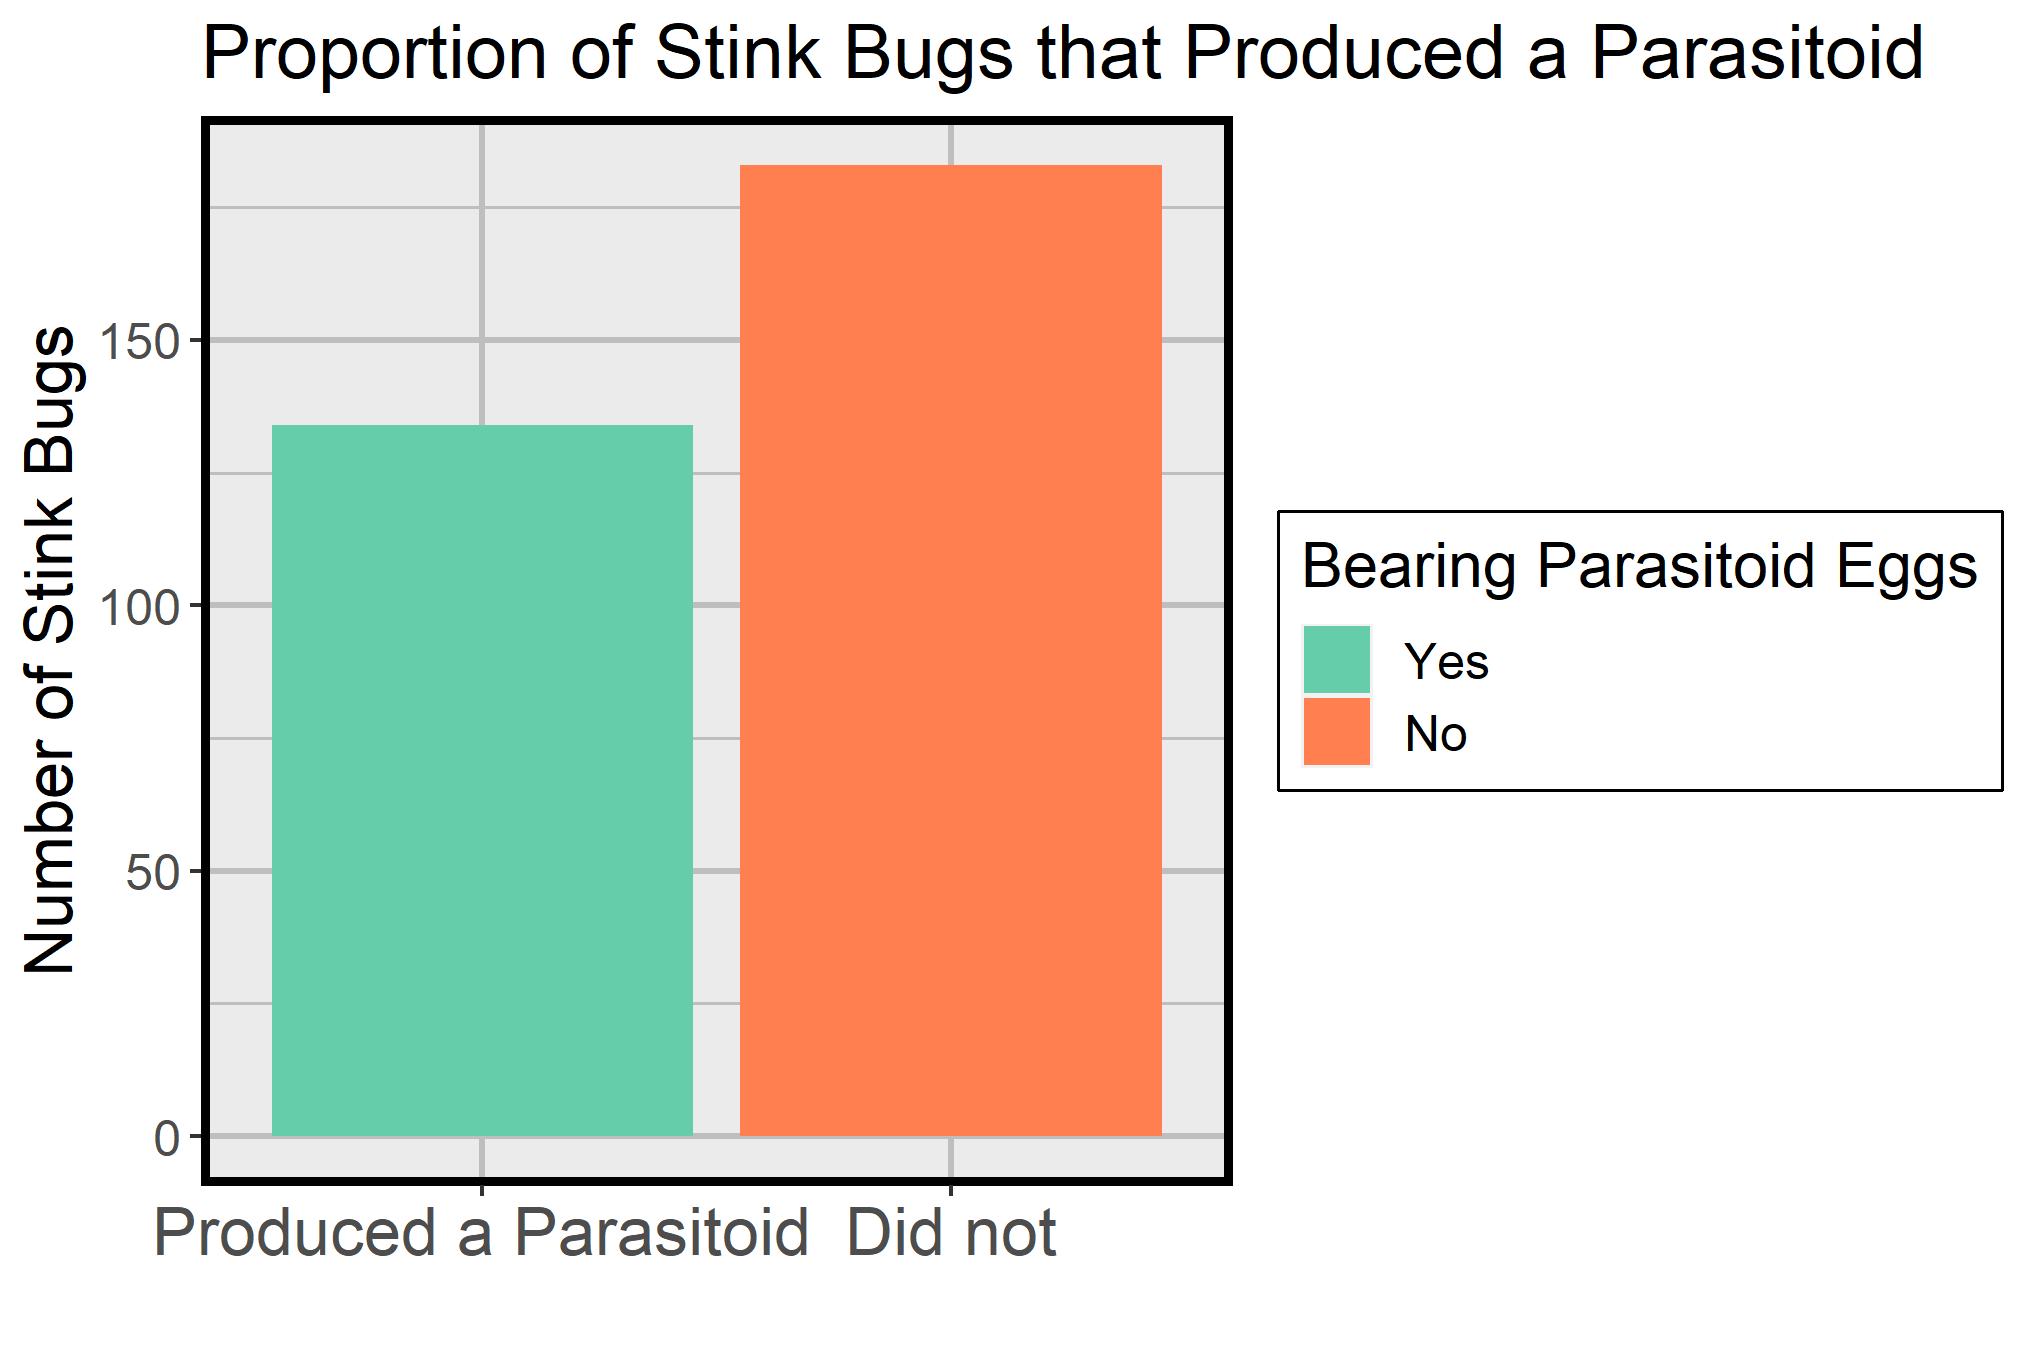 Proportion of Stink Bugs that Produced a Parasitoid
Number of Stink Bugs
150
100
50
0
Produced a Parasitoid
Did not
Bearing Parasitoid Eggs
Yes
No